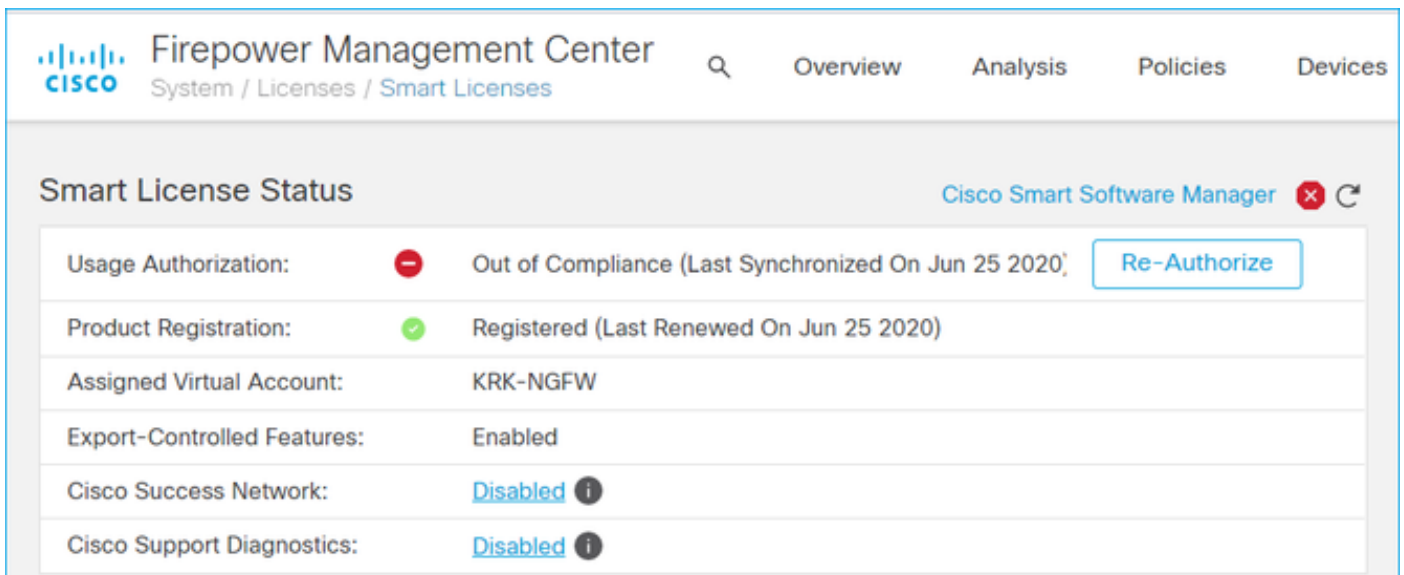 Firepower Management Center
CISCO
System / Licenses / Smart Licenses
Overview Analysis Policies Devices
Smart License Status
Cisco Smart Software Manager
Usage Authorization: Out of Compliance (Last Synchronized On Jun 25 2020) Re-Authorize
Product Registration: Registered (Last Renewed On Jun 25 2020)
Assigned Virtual Account: KRK-NGFW
Export-Controlled Features: Enabled
Cisco Success Network: Disabled i
Cisco Support Diagnostics: Disabled i